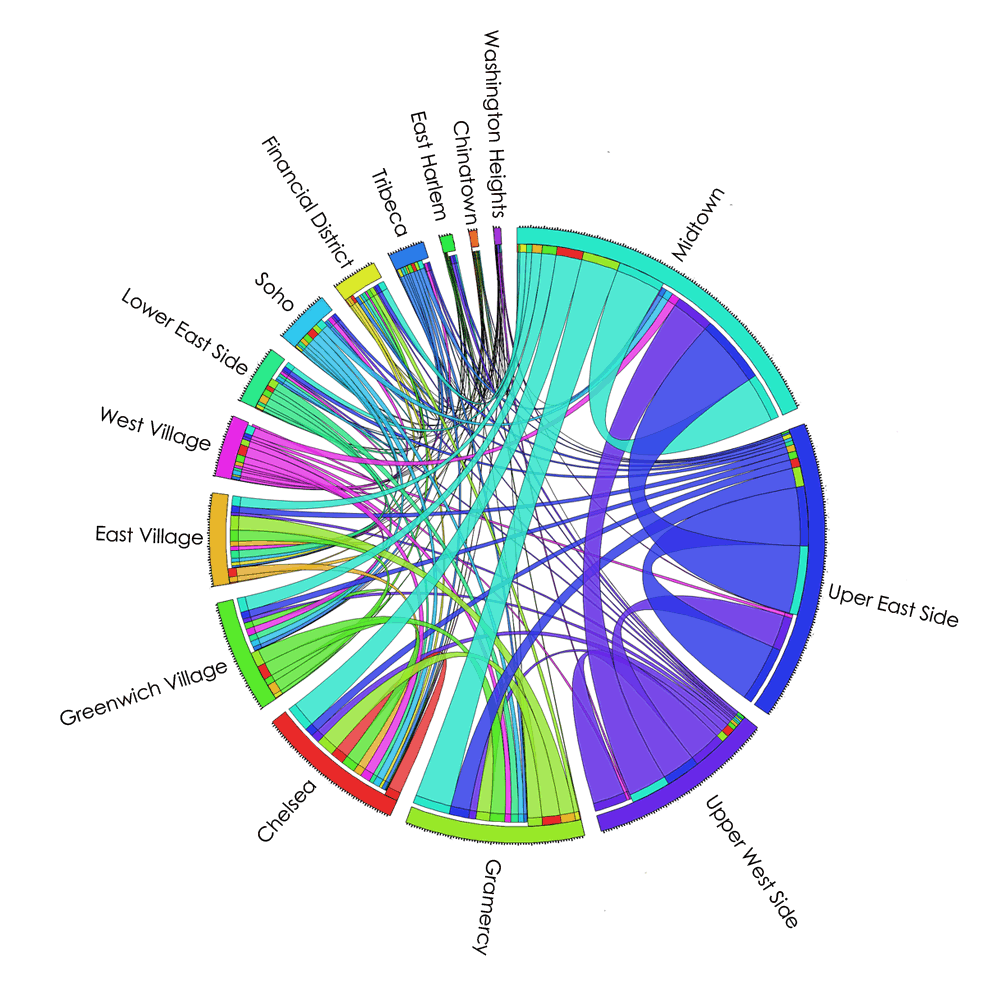 Washington Heights
Chinatown
East Harlem
Tribeca
Financial District
Soho
Lower East Side
West Village
East Village
Greenwich Village
Chelsea
Gramercy
Upper West Side
Uper East Side
Midtown